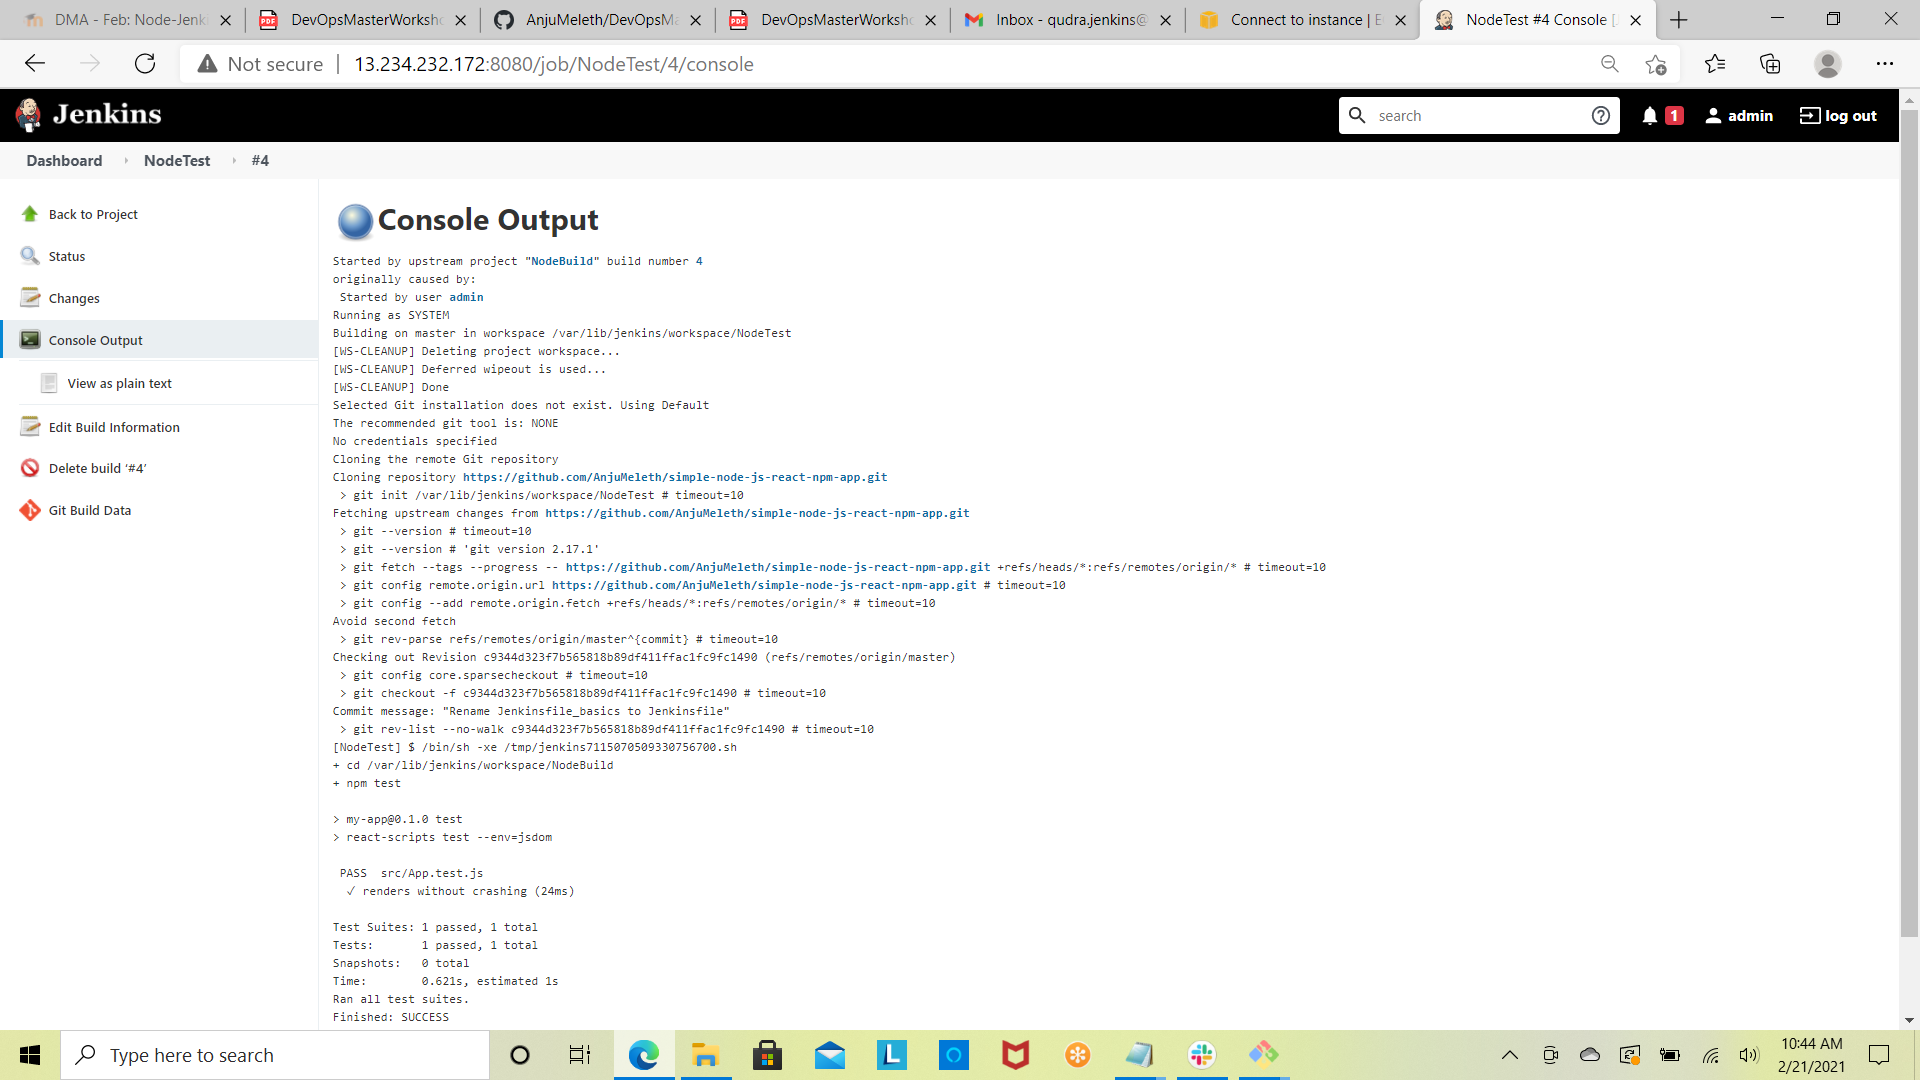 DMA - Feb: Node-Jenk
DevOpsMasterWorksho
AnjuMeleth/DevOpsMa
DevOpsMasterWorksho
Inbox - qudra.jenkins@
Connect to instance | E
NodeTest #4 Console [J
Not secure | 13.234.232.172:8080/job/NodeTest/4/console
Jenkins
search
1
admin
log out
Dashboard
NodeTest
#4
Back to Project
Status
Changes
Console Output
View as plain text
Edit Build Information
Delete build ‘#4’
Git Build Data
Console Output
Started by upstream project "NodeBuild" build number 4
originally caused by:
Started by user admin
Running as SYSTEM
Building on master in workspace /var/lib/jenkins/workspace/NodeTest
[WS-CLEANUP] Deleting project workspace...
[WS-CLEANUP] Deferred wipeout is used...
[WS-CLEANUP] Done
Selected Git installation does not exist. Using Default
The recommended git tool is: NONE
No credentials specified
Cloning the remote Git repository
Cloning repository https://github.com/AnjuMeleth/simple-node-js-react-npm-app.git
> git init /var/lib/jenkins/workspace/NodeTest # timeout=10
Fetching upstream changes from https://github.com/AnjuMeleth/simple-node-js-react-npm-app.git
> git --version # timeout=10
> git --version # 'git version 2.17.1'
> git fetch --tags --progress -- https://github.com/AnjuMeleth/simple-node-js-react-npm-app.git +refs/heads/*:refs/remotes/origin/* # timeout=10
> git config remote.origin.url https://github.com/AnjuMeleth/simple-node-js-react-npm-app.git # timeout=10
> git config --add remote.origin.fetch +refs/heads/*:refs/remotes/origin/* # timeout=10
Avoid second fetch
> git rev-parse refs/remotes/origin/master^{commit} # timeout=10
Checking out Revision c9344d323f7b565818b89df411ffac1fc9fc1490 (refs/remotes/origin/master)
> git config core.sparsecheckout # timeout=10
> git checkout -f c9344d323f7b565818b89df411ffac1fc9fc1490 # timeout=10
Commit message: "Rename Jenkinsfile_basics to Jenkinsfile"
> git rev-list --no-walk c9344d323f7b565818b89df411ffac1fc9fc1490 # timeout=10
[NodeTest] $ /bin/sh -xe /tmp/jenkins7115070509330756700.sh
+ cd /var/lib/jenkins/workspace/NodeBuild
+ npm test
> my-app@0.1.0 test
> react-scripts test --env=jsdom
PASS  src/App.test.js
✓ renders without crashing (24ms)
Test Suites: 1 passed, 1 total
Tests:       1 passed, 1 total
Snapshots:   0 total
Time:        0.621s, estimated 1s
Ran all test suites.
Finished: SUCCESS
Type here to search
10:44 AM
2/21/2021